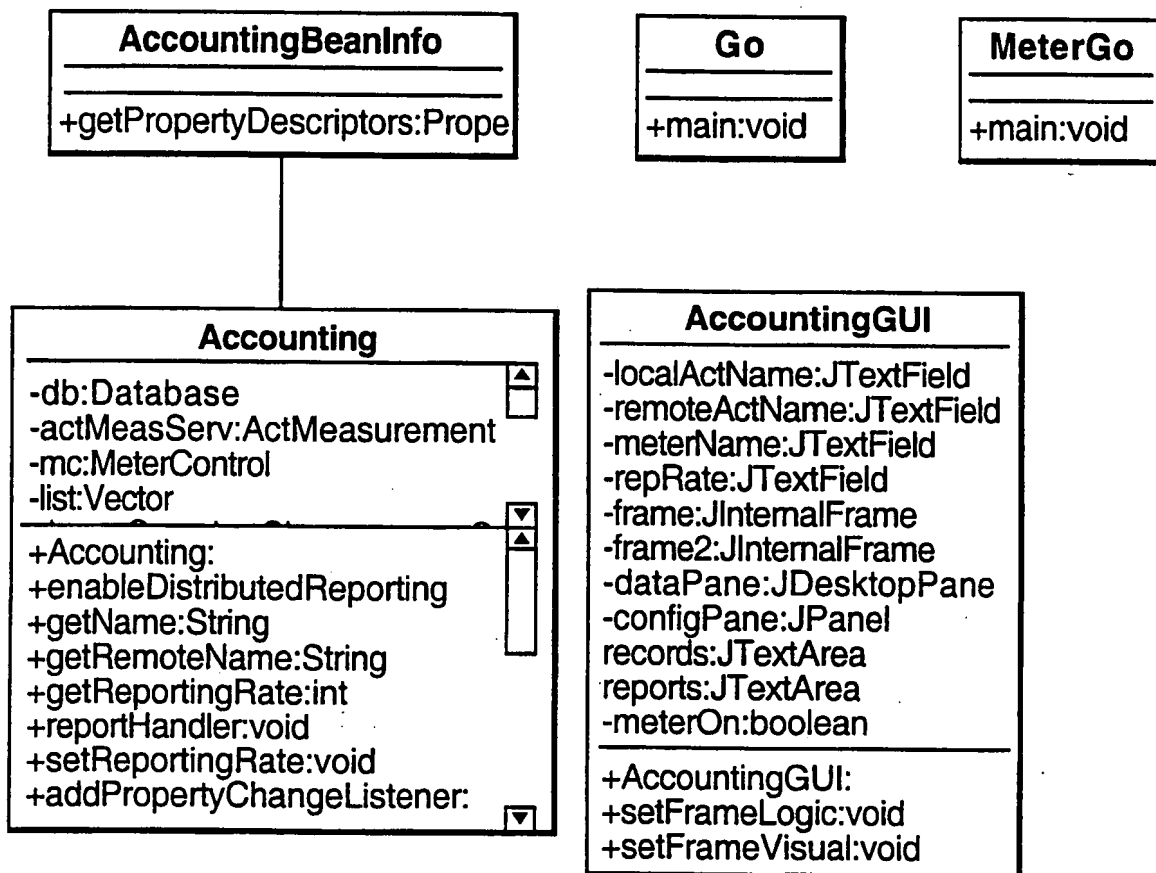 AccountingBeanInfo
+getPropertyDescriptors:Prope
Go
+main:void
MeterGo
+main:void
Accounting
-db:Database
-actMeasServ:ActMeasurement
-mc:MeterControl
-list:Vector
+Accounting:
+enableDistributedReporting
+getName:String
+getRemoteName:String
+getReportingRate:int
+reportHandler:void
+setReportingRate:void
+addPropertyChangeListener:
AccountingGUI
-localActName:JTextField
-remoteActName:JTextField
-meterName:JTextField
-repRate:JTextField
-frame:JInternalFrame
-frame2:JInternalFrame
-dataPane:JDesktopPane
-configPane:JPanel
records:JTextArea
reports:JTextArea
-meterOn:boolean
+AccountingGUI:
+setFrameLogic:void
+setFrameVisual:void